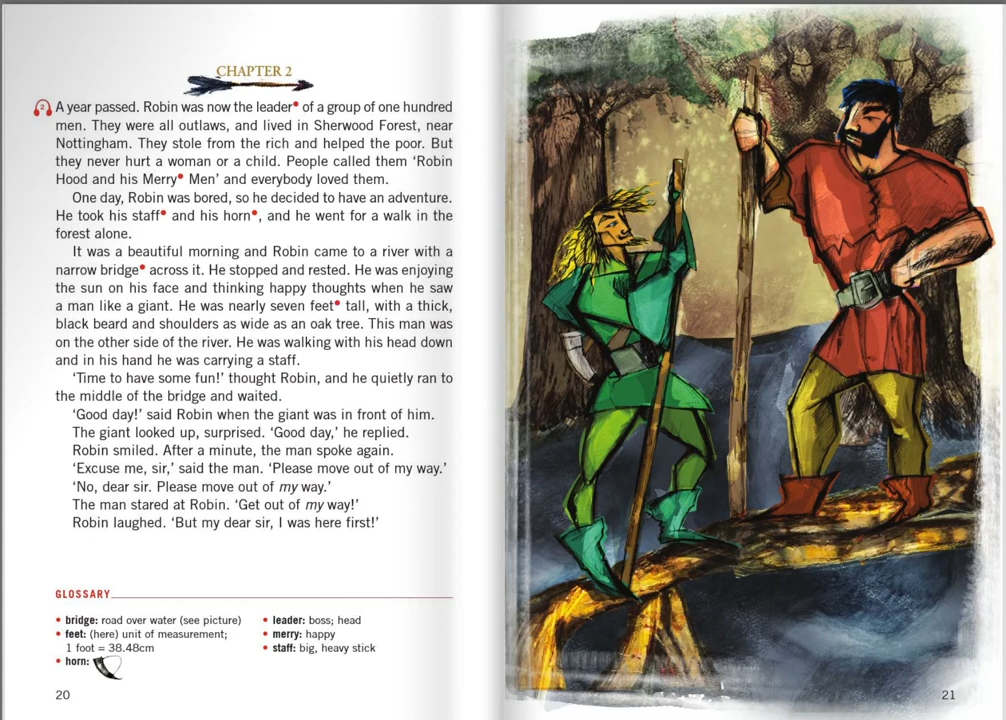 CHAPTER 2
2 A year passed. Robin was now the leader• of a group of one hundred
men. They were all outlaws, and lived in Sherwood Forest, near
Nottingham. They stole from the rich and helped the poor. But
they never hurt a woman or a child. People called them ‘Robin
Hood and his Merry• Men’ and everybody loved them.
One day, Robin was bored, so he decided to have an adventure.
He took his staff• and his horn•, and he went for a walk in the
forest alone.
It was a beautiful morning and Robin came to a river with a
narrow bridge• across it. He stopped and rested. He was enjoying
the sun on his face and thinking happy thoughts when he saw
a man like a giant. He was nearly seven feet• tall, with a thick,
black beard and shoulders as wide as an oak tree. This man was
on the other side of the river. He was walking with his head down
and in his hand he was carrying a staff.
‘Time to have some fun!’ thought Robin, and he quietly ran to
the middle of the bridge and waited.
‘Good day!’ said Robin when the giant was in front of him.
The giant looked up, surprised. ‘Good day,’ he replied.
Robin smiled. After a minute, the man spoke again.
‘Excuse me, sir,’ said the man. ‘Please move out of my way.’
‘No, dear sir. Please move out of my way.’
The man stared at Robin. ‘Get out of my way!’
Robin laughed. ‘But my dear sir, I was here first!’
GLOSSARY
• bridge: road over water (see picture)
• feet: (here) unit of measurement;
1 foot = 38.48cm
• horn:
• leader: boss; head
• merry: happy
• staff: big, heavy stick
20
21